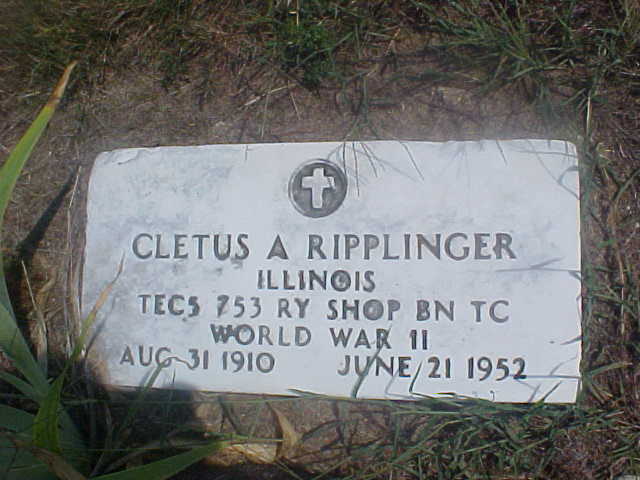 CLETUS A RIPPLINGER
ILLINOIS
TEC5 753 RY SHOP BN TC
WORLD WAR II
AUG 31 1910 JUNE 21 1952